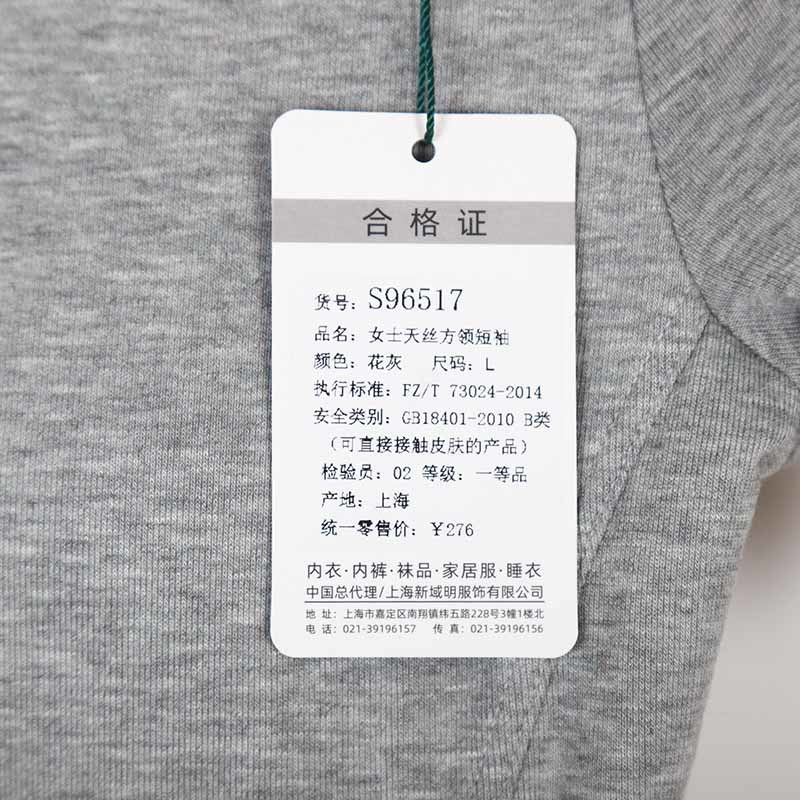 合格证
货号: S96517
品名: 女士天丝方领短袖
颜色: 花灰 尺码: L
执行标准: FZ/T 73024-2014
安全类别: GB18401-2010 B类
（可直接接触皮肤的产品）
检验员: 02 等级: 一等品
产地: 上海
统一零售价: ￥276
内衣·内裤·袜品·家居服·睡衣
中国总代理/上海新域明服饰有限公司
地 址: 上海市嘉定区南翔镇纬五路228号3幢1楼北
电 话: 021-39196157 传 真: 021-39196156